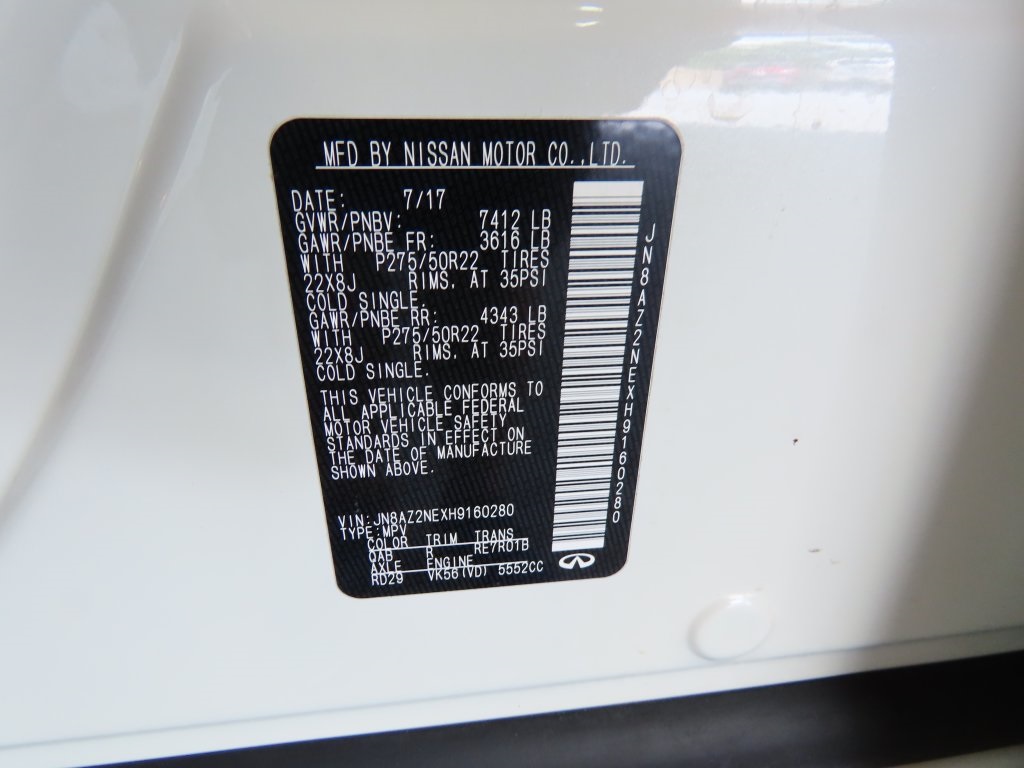 MFD BY NISSAN MOTOR CO.,LTD.
DATE: 7/17
GVWR/PNBV: 7412 LB
GAWR/PNBE FR: 3616 LB
WITH P275/50R22 TIRES
22X8J RIMS. AT 35PSI
COLD SINGLE.
GAWR/PNBE RR: 4343 LB
WITH P275/50R22 TIRES
22X8J RIMS. AT 35PSI
COLD SINGLE.
THIS VEHICLE CONFORMS TO
ALL APPLICABLE FEDERAL
MOTOR VEHICLE SAFETY
STANDARDS IN EFFECT ON
THE DATE OF MANUFACTURE
SHOWN ABOVE.
VIN:JN8AZ2NEXH9160280
TYPE:MPV
COLOR TRIM TRANS
QAB R RE7R01B
AXLE ENGINE
RD29 VK56(VD) 5552CC
JN8AZ2NEXH9160280